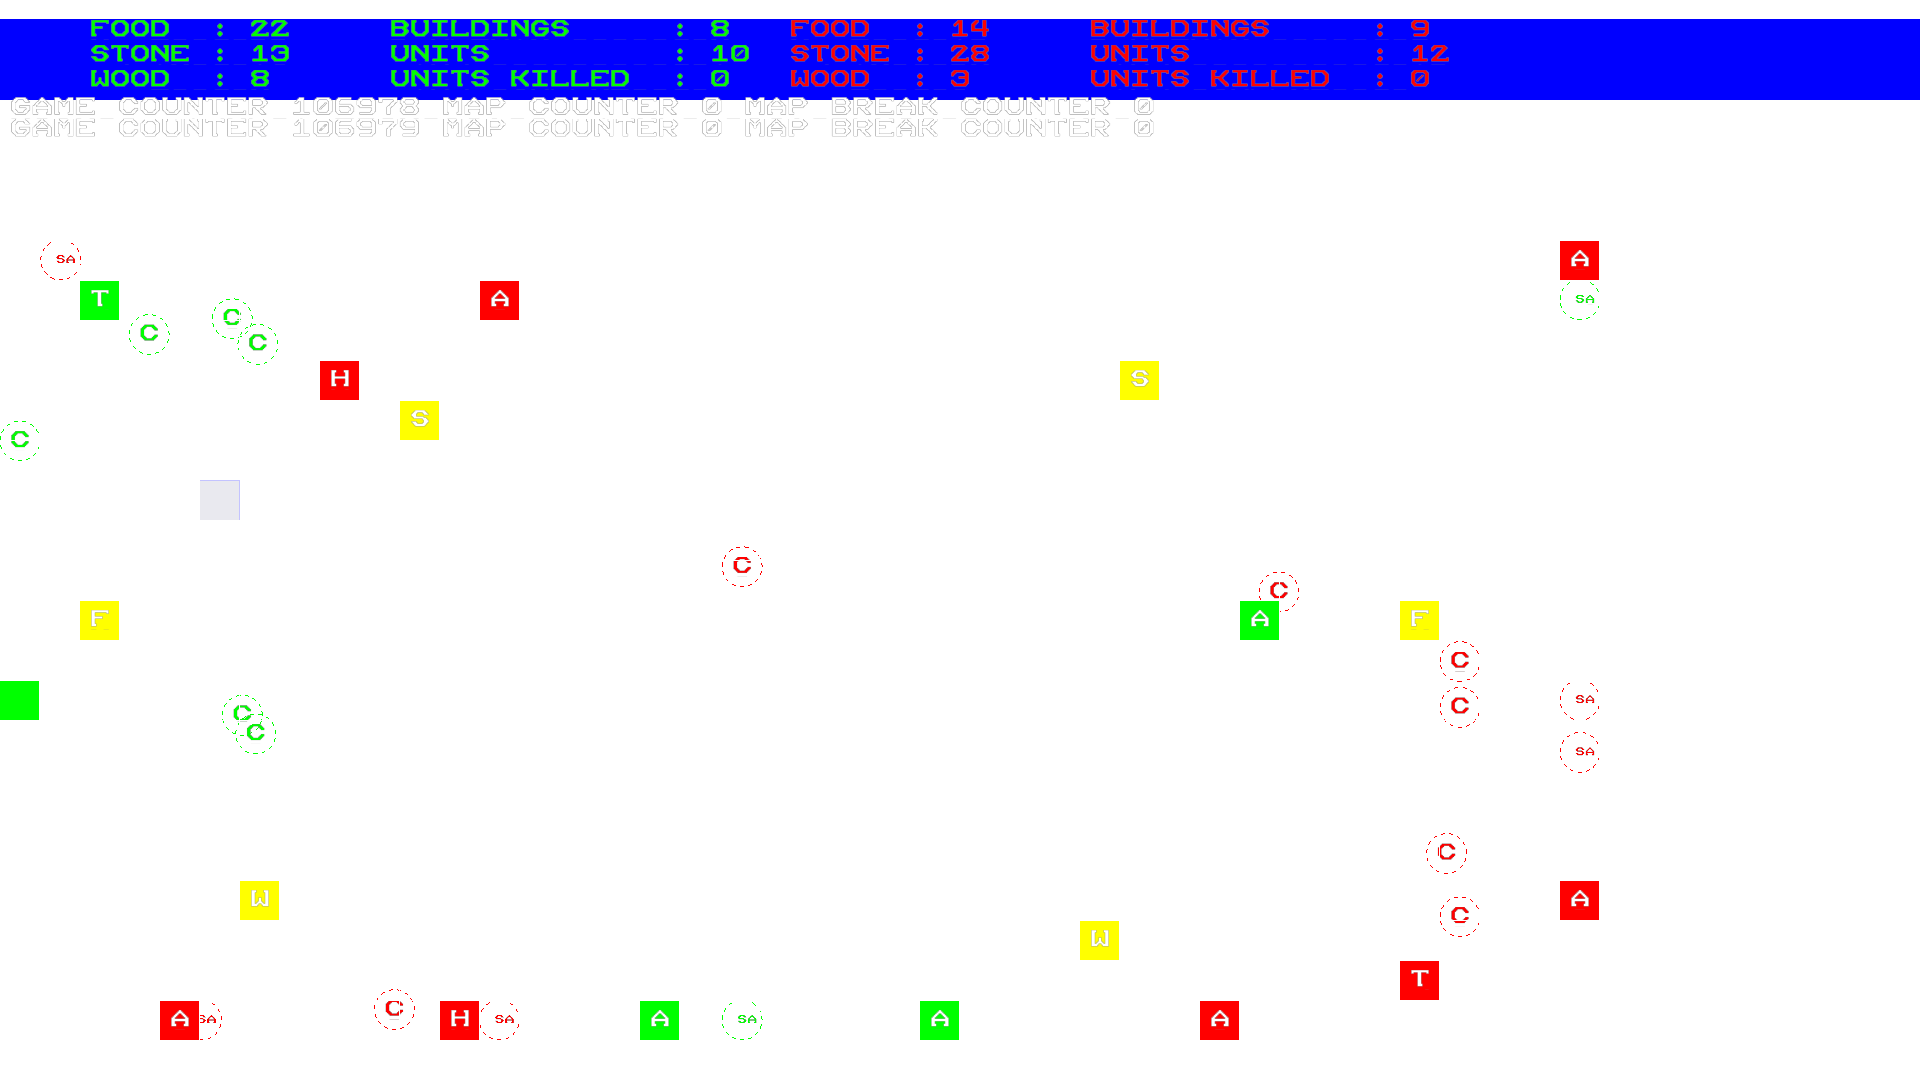 FOOD : 22 BUILDINGS : 8 FOOD : 14 BUILDINGS : 9
STONE : 13 UNITS : 10 STONE : 28 UNITS : 12
WOOD : 8 UNITS KILLED : 0 WOOD : 3 UNITS KILLED : 0
GAME COUNTER 106978 MAP COUNTER 0 MAP BREAK COUNTER 0
GAME COUNTER 106979 MAP COUNTER 0 MAP BREAK COUNTER 0
SA A
T A SA
C C C
H S
S
C
C
C
F A F
C
C SA
C C
SA
C
W A
C
W
T
A SA C H SA A SA A A